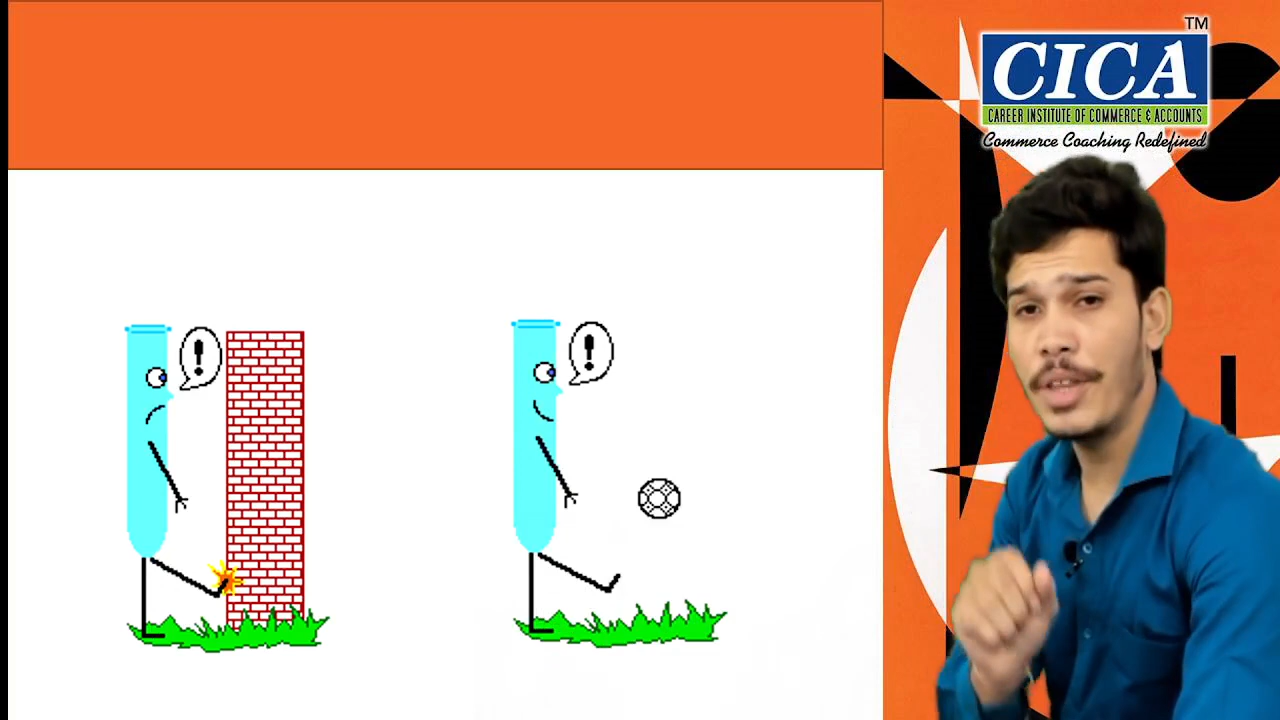 TM
CICA
CAREER INSTITUTE OF COMMERCE & ACCOUNTS
Commerce Coaching Redefined
!
!